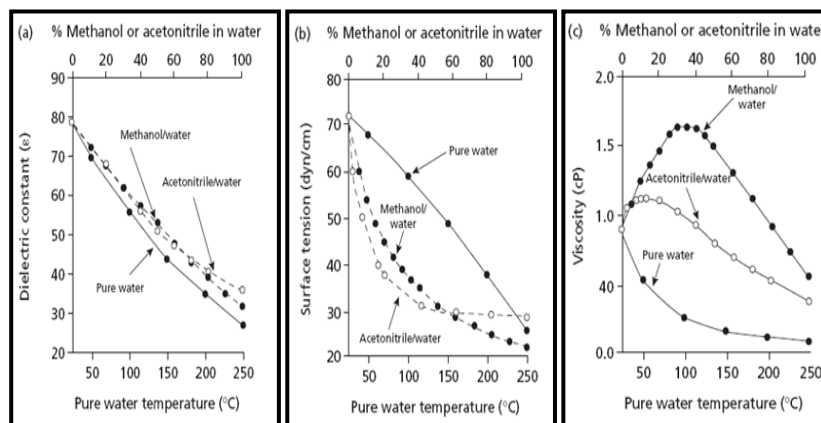 (a) % Methanol or acetonitrile in water
0 20 40 60 80 100
90
80
70
60
50
40
30
20
Dielectric constant (ε)
Methanol/water
Acetonitrile/water
Pure water
50 100 150 200 250
Pure water temperature (°C)
(b) % Methanol or acetonitrile in water
0 20 40 60 80 100
80
70
60
50
40
30
20
Surface tension (dyn/cm)
Pure water
Methanol/
water
Acetonitrile/water
50 100 150 200 250
Pure water temperature (°C)
(c) % Methanol or acetonitrile in wate
0 20 40 60 80 100
2.0
1.5
1.0
40
0.0
Viscosity (cP)
Methanol/
water
Acetonitrile/water
Pure water
50 100 150 200 250
Pure water temperature (°C)